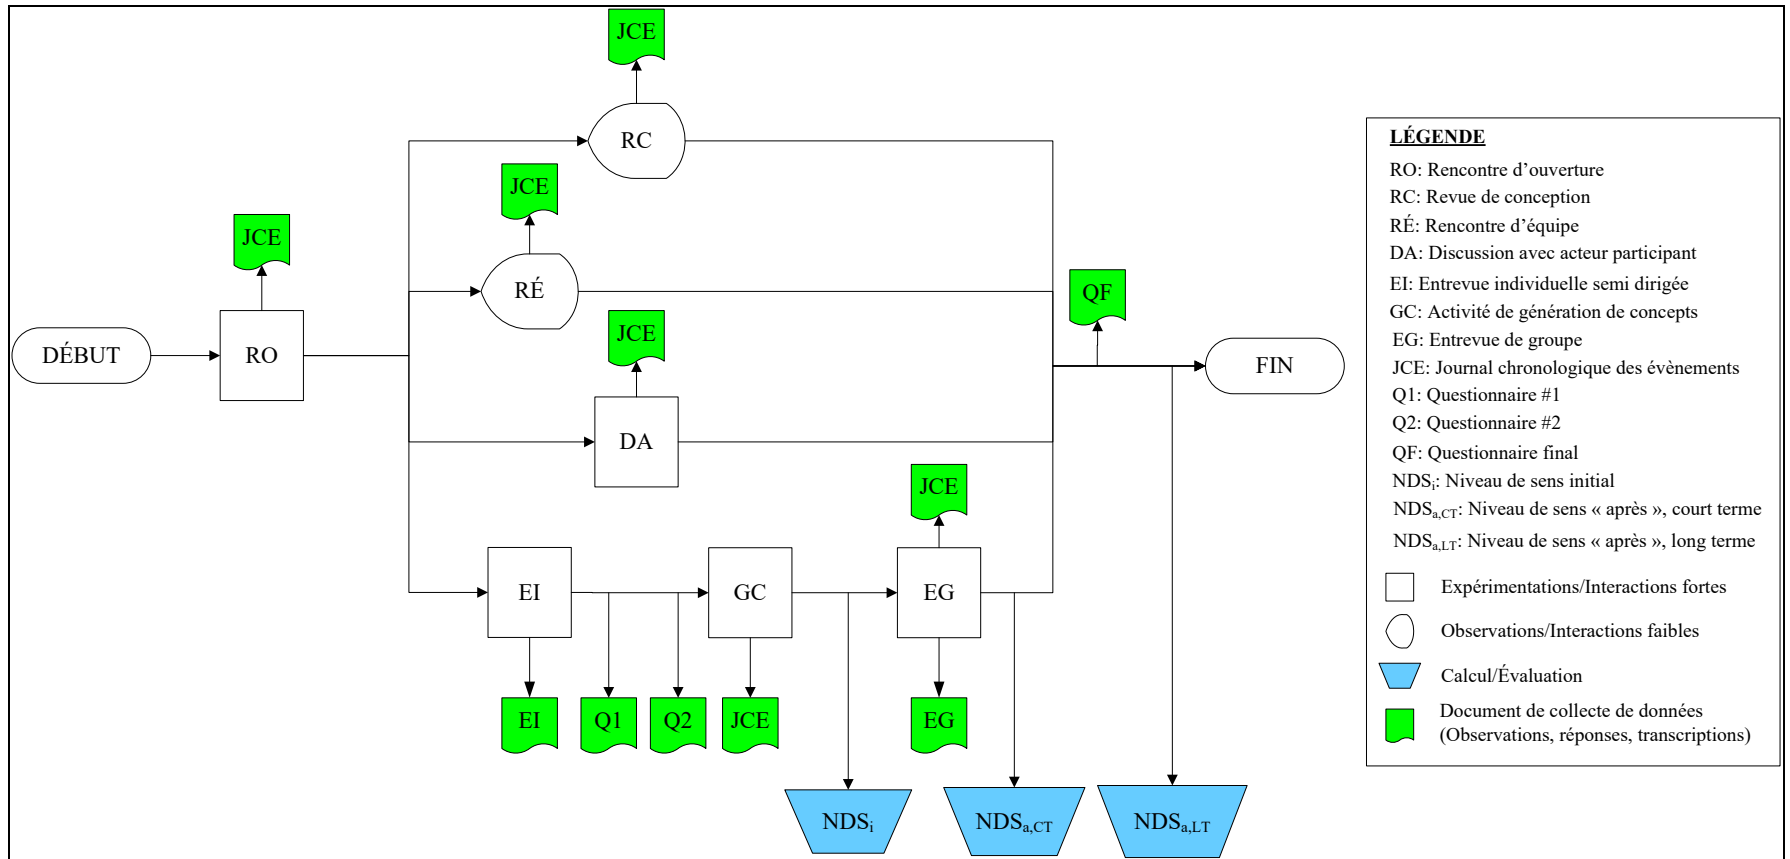 JCE
RC
JCE
RÉ
JCE
DÉBUT
RO
JCE
DA
QF
FIN
JCE
EI
GC
EG
EI
Q1
Q2
JCE
EG
NDSi
NDSa,CT
NDSa,LT
LÉGENDE
RO: Rencontre d’ouverture
RC: Revue de conception
RÉ: Rencontre d’équipe
DA: Discussion avec acteur participant
EI: Entrevue individuelle semi dirigée
GC: Activité de génération de concepts
EG: Entrevue de groupe
JCE: Journal chronologique des évènements
Q1: Questionnaire #1
Q2: Questionnaire #2
QF: Questionnaire final
NDSi: Niveau de sens initial
NDSa,CT: Niveau de sens « après », court terme
NDSa,LT: Niveau de sens « après », long terme
Expérimentations/Interactions fortes
Observations/Interactions faibles
Calcul/Évaluation
Document de collecte de données
(Observations, réponses, transcriptions)